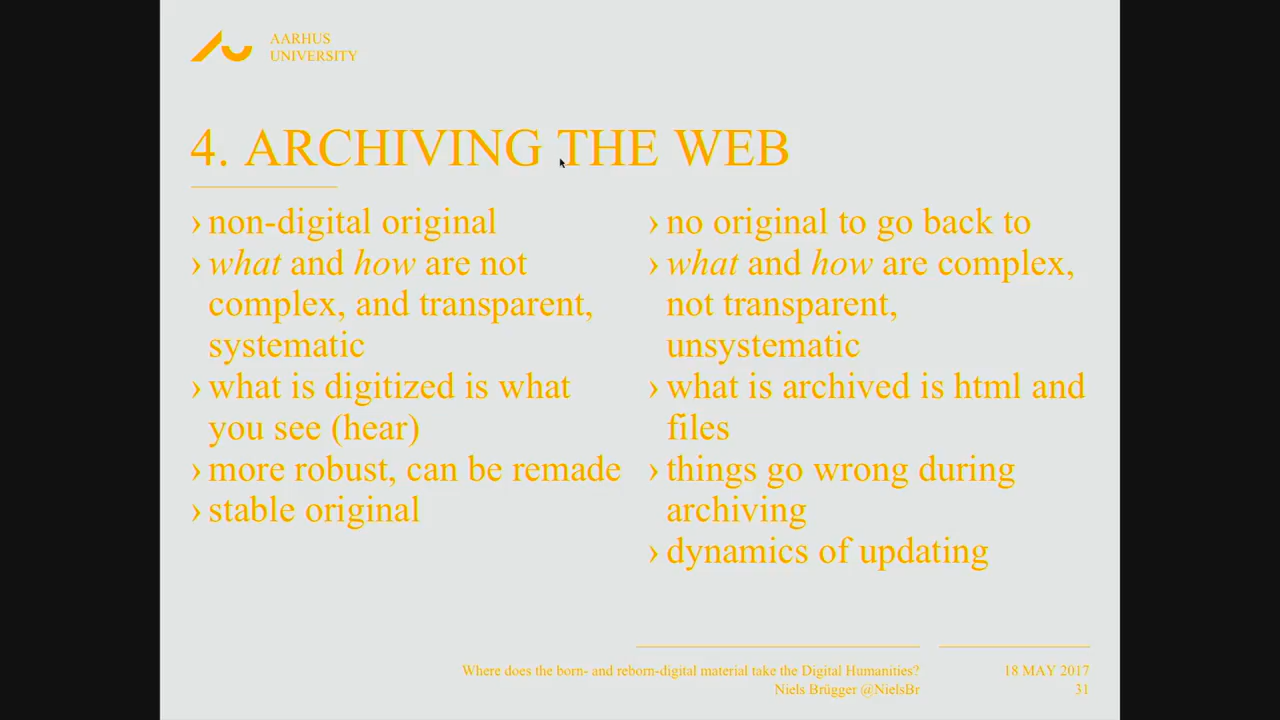 AARHUS
UNIVERSITY
4. ARCHIVING THE WEB
› non-digital original
› what and how are not
complex, and transparent,
systematic
› what is digitized is what
you see (hear)
› more robust, can be remade
› stable original
› no original to go back to
› what and how are complex,
not transparent,
unsystematic
› what is archived is html and
files
› things go wrong during
archiving
› dynamics of updating
Where does the born- and reborn-digital material take the Digital Humanities?
Niels Brügger @NielsBr
18 MAY 2017
31